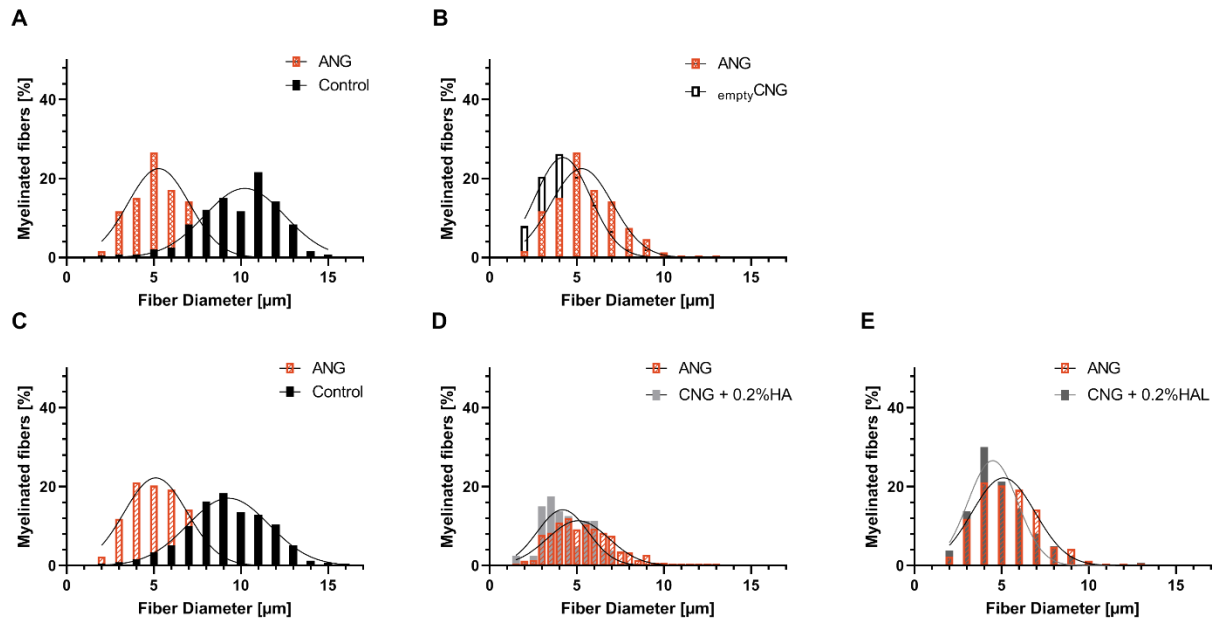 A
ANG
Control
Myelinated fibers [%]
40
20
0
0
5
10
15
Fiber Diameter [µm]
B
ANG
emptyCNG
Myelinated fibers [%]
40
20
0
0
5
10
15
Fiber Diameter [µm]
C
ANG
Control
Myelinated fibers [%]
40
20
0
0
5
10
15
Fiber Diameter [µm]
D
ANG
CNG + 0.2%HA
Myelinated fibers [%]
40
20
0
0
5
10
15
Fiber Diameter [µm]
E
ANG
CNG + 0.2%HAL
Myelinated fibers [%]
40
20
0
0
5
10
15
Fiber Diameter [µm]